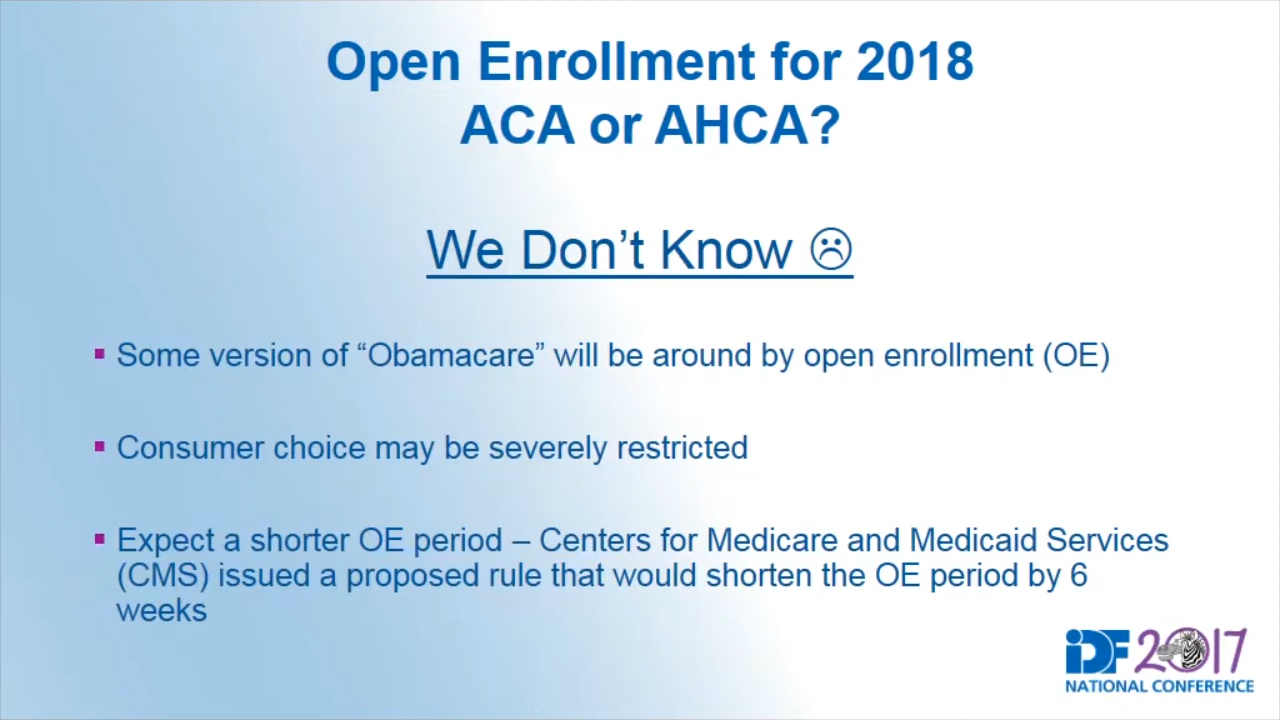 Open Enrollment for 2018
ACA or AHCA?
We Don’t Know ☹
Some version of “Obamacare” will be around by open enrollment (OE)
Consumer choice may be severely restricted
Expect a shorter OE period – Centers for Medicare and Medicaid Services
(CMS) issued a proposed rule that would shorten the OE period by 6
weeks
iDF 2017
NATIONAL CONFERENCE